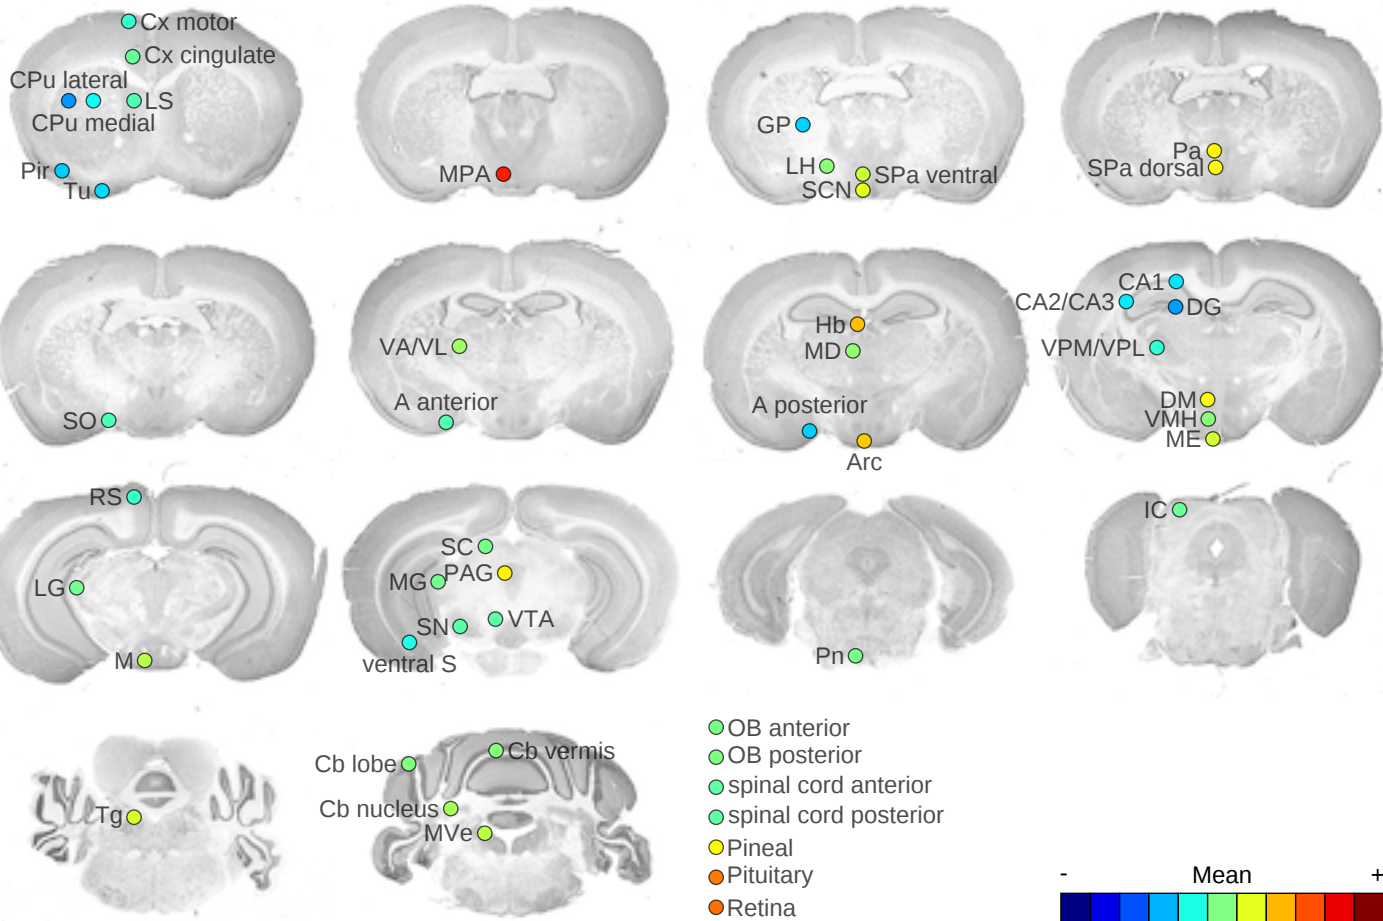 Cx motor
Cx cingulate
CPu lateral
LS
CPu medial
Pir
Tu
MPA
GP
LH
SPa ventral
SCN
Pa
SPa dorsal
SO
VA/VL
A anterior
Hb
MD
A posterior
Arc
CA1
CA2/CA3
DG
VPM/VPL
DM
VMH
ME
RS
LG
M
SC
MG
PAG
SN
VTA
ventral S
Pn
IC
Tg
Cb lobe
Cb vermis
Cb nucleus
MVe
OB anterior
OB posterior
spinal cord anterior
spinal cord posterior
Pineal
Pituitary
Retina
- Mean +